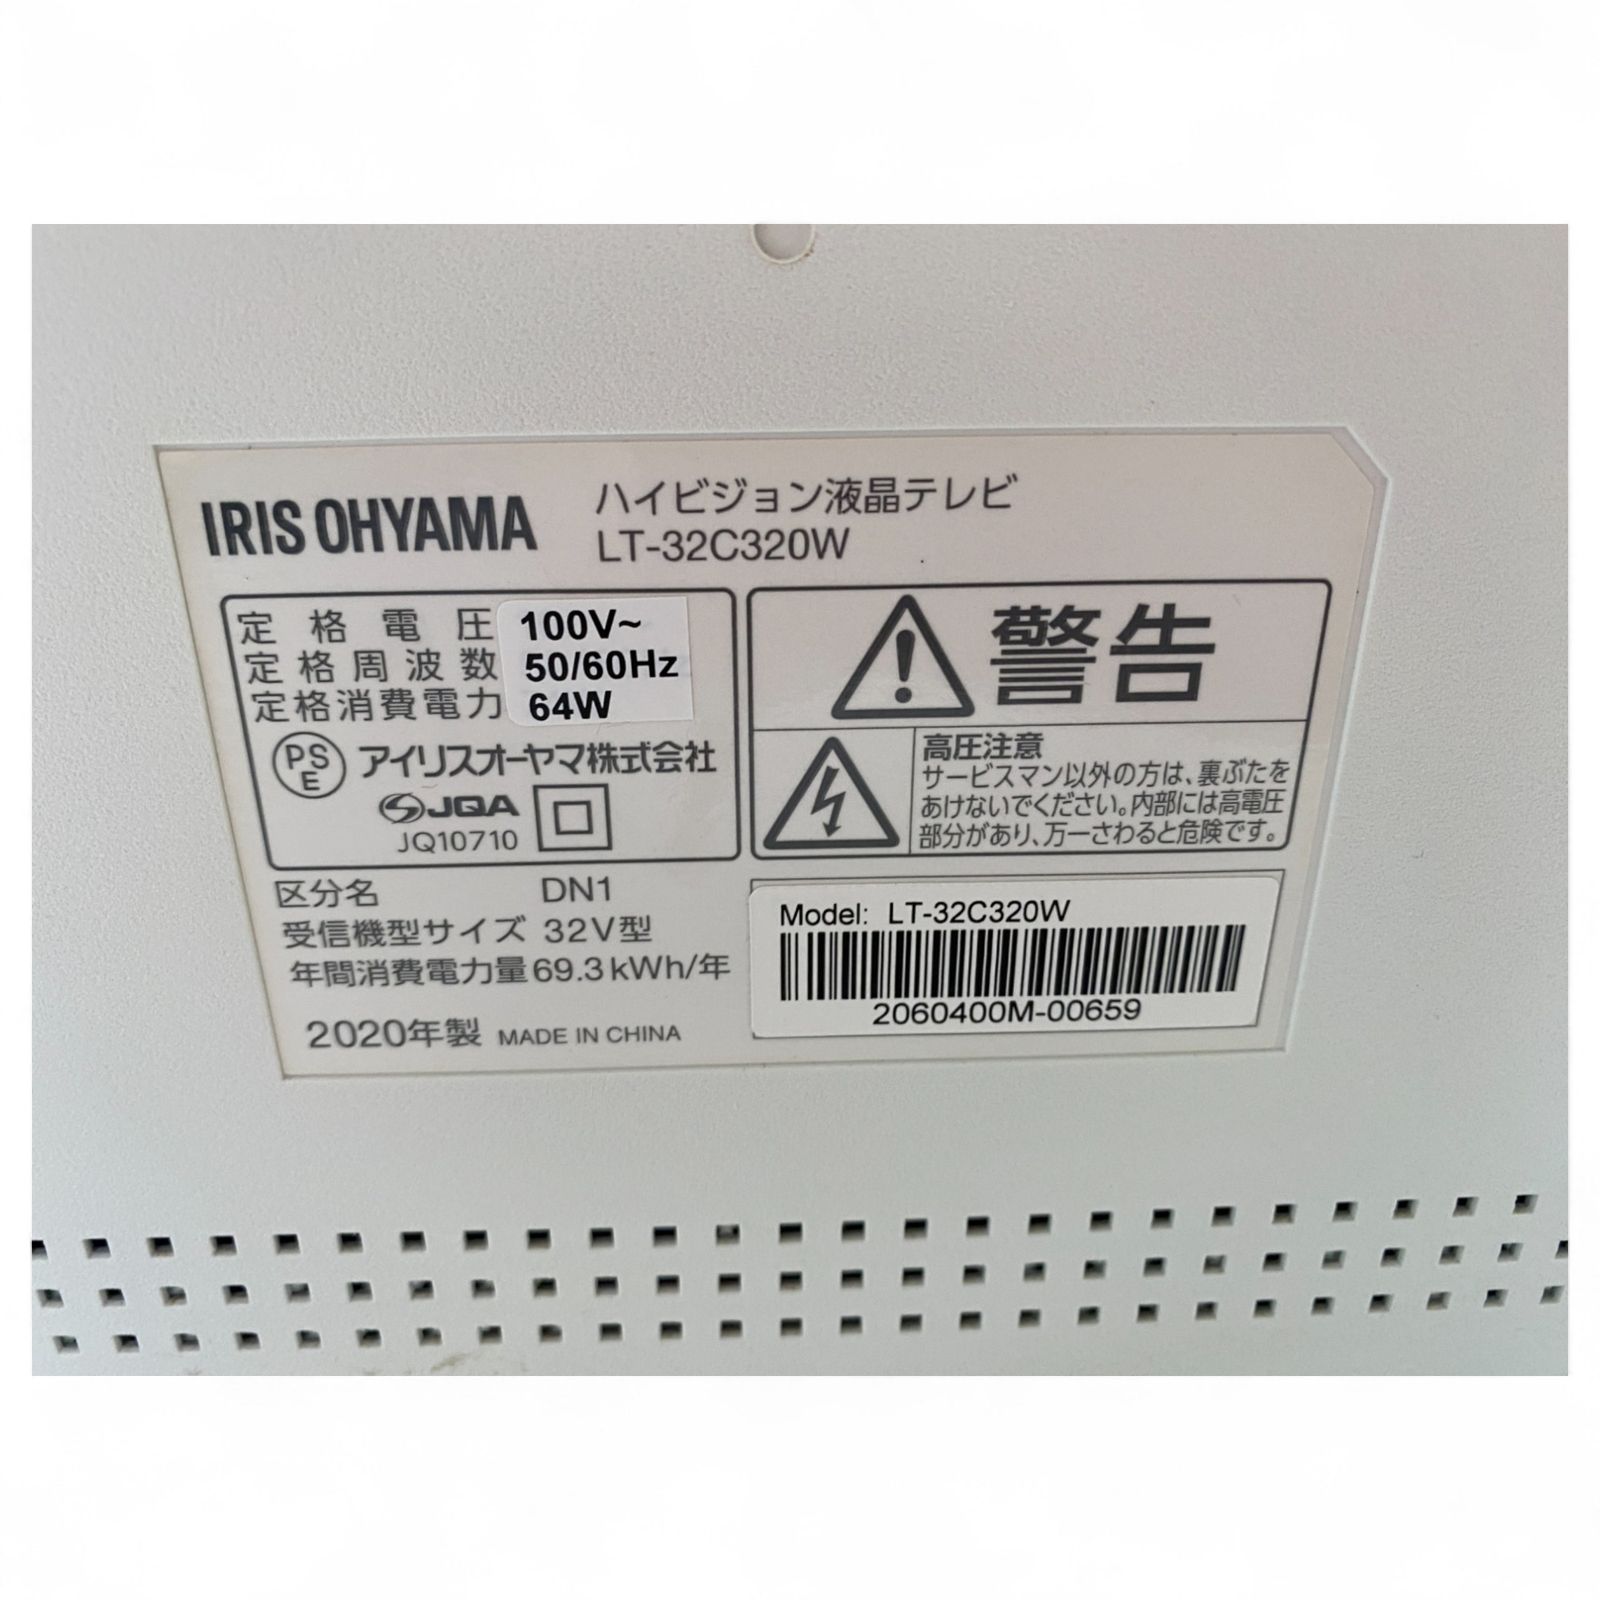 IRIS OHYAMA
ハイビジョン液晶テレビ
LT-32C320W
定格電圧 100V~
定格周波数 50/60Hz
定格消費電力 64W
PSE アイリスオーヤマ株式会社
JQA
JQ10710
警告
高圧注意
サービスマン以外の方は、裏ぶたを
あけないでください。内部には高電圧
部分があり、万一さわると危険です。
区分名 DN1
受信機型サイズ 32V型
年間消費電力量 69.3kWh/年
2020年製 MADE IN CHINA
Model: LT-32C320W
2060400M-00659